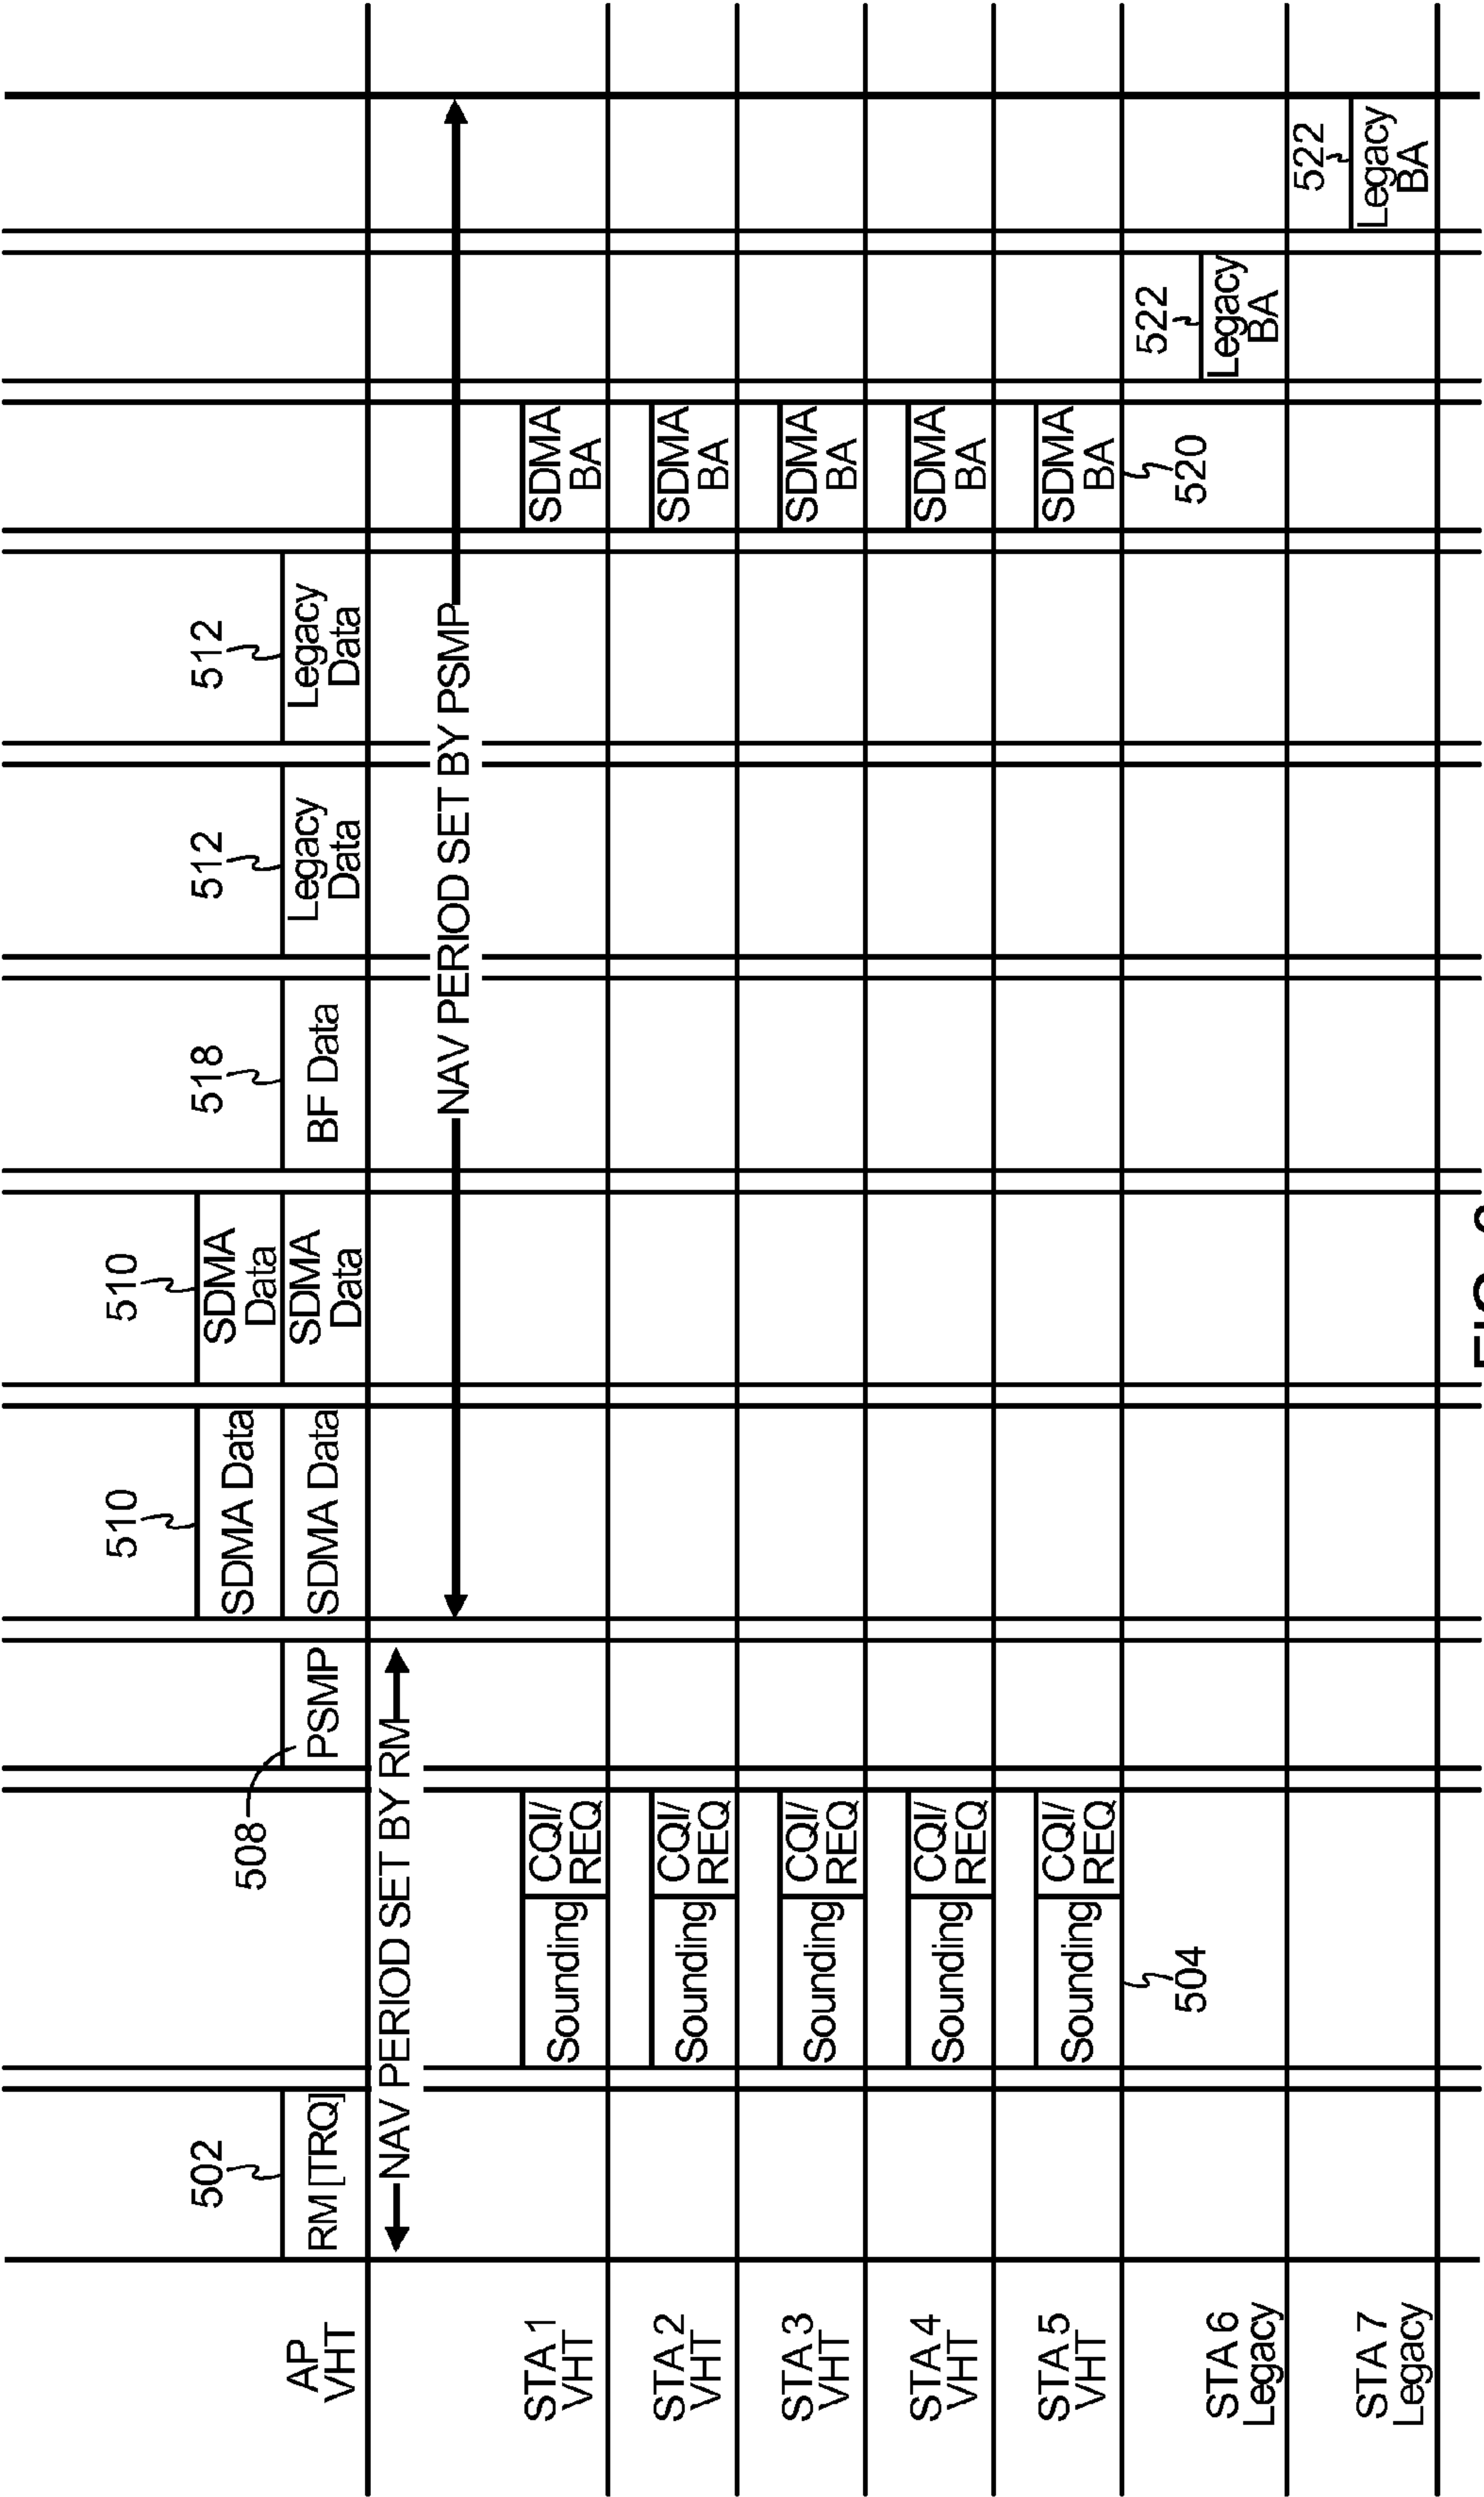 510
510
502
508
518
512
512
SDMA Data
SDMA
Data
RM [TRQ]
PSMP
SDMA Data
SDMA
Data
BF Data
Legacy
Data
Legacy
Data
AP
VHT
NAV PERIOD SET BY RM
NAV PERIOD SET BY PSMP
STA 1
VHT
Sounding
CQI/
REQ
SDMA
BA
STA 2
VHT
Sounding
CQI/
REQ
SDMA
BA
STA 3
VHT
Sounding
CQI/
REQ
SDMA
BA
STA 4
VHT
Sounding
CQI/
REQ
SDMA
BA
STA 5
VHT
Sounding
CQI/
REQ
SDMA
BA
504
520
522
STA 6
Legacy
Legacy
BA
522
STA 7
Legacy
Legacy
BA